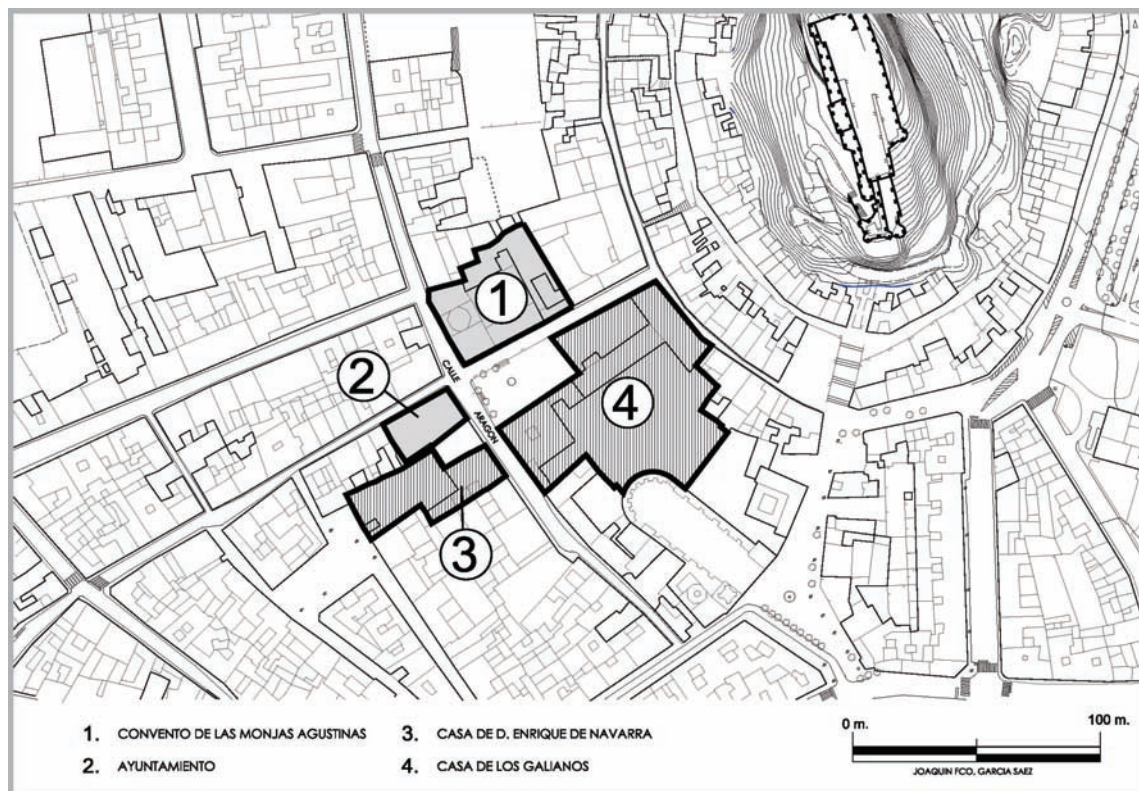 1
2
CALLE
ARAGON
4
3
1. CONVENTO DE LAS MONJAS AGUSTINAS
2. AYUNTAMIENTO
3. CASA DE D. ENRIQUE DE NAVARRA
4. CASA DE LOS GALIANOS
0 m. 100 m.
JOAQUIN FCO. GARCIA SAEZ